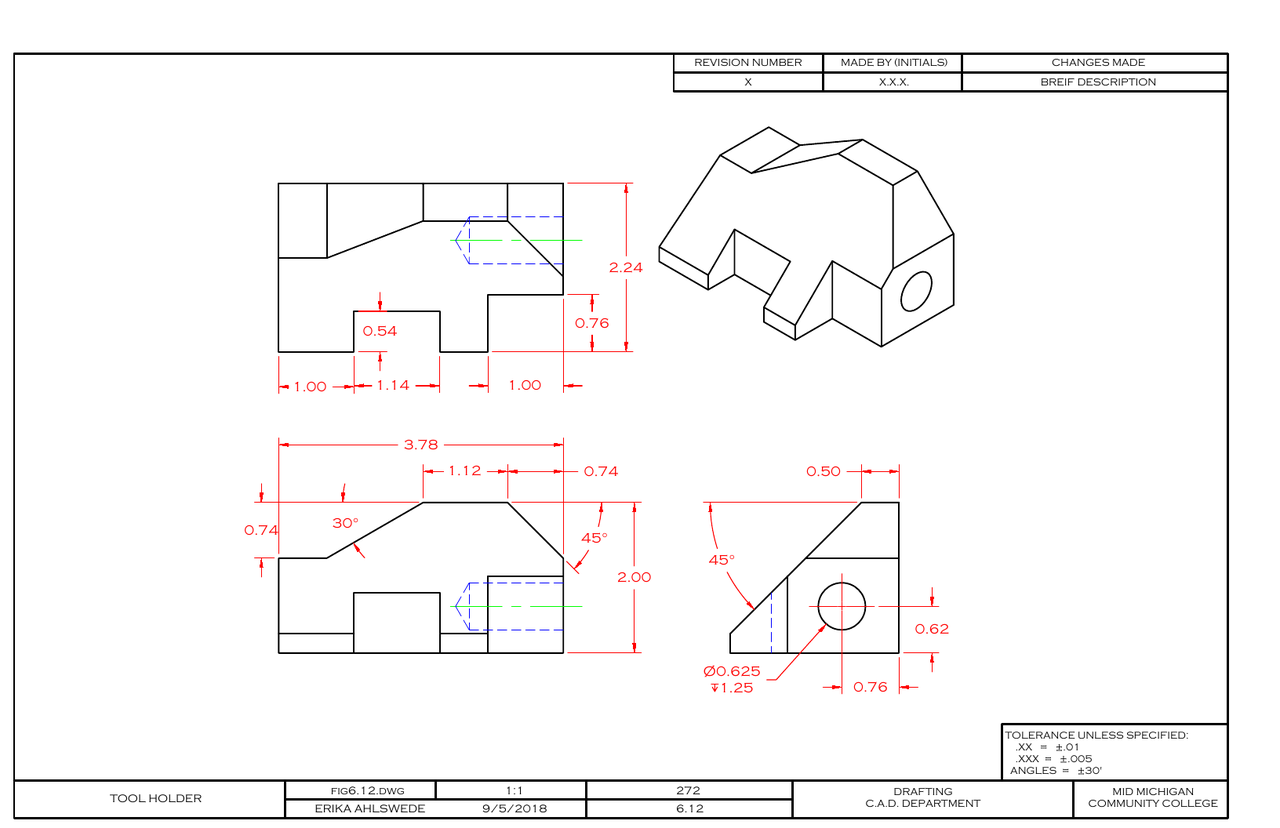 REVISION NUMBER MADE BY (INITIALS) CHANGES MADE
X X.X.X. BREIF DESCRIPTION
2.24
0.76
0.54
1.00 1.14 1.00
3.78
1.12 0.74
0.74 30° 45°
2.00
0.50
45°
0.62
Ø0.625
↧1.25
0.76
TOLERANCE UNLESS SPECIFIED:
.XX = ±.01
.XXX = ±.005
ANGLES = ±30'
TOOL HOLDER
FIG6.12.DWG 1:1 272
ERIKA AHLSWEDE 9/5/2018 6.12
DRAFTING
C.A.D. DEPARTMENT
MID MICHIGAN
COMMUNITY COLLEGE